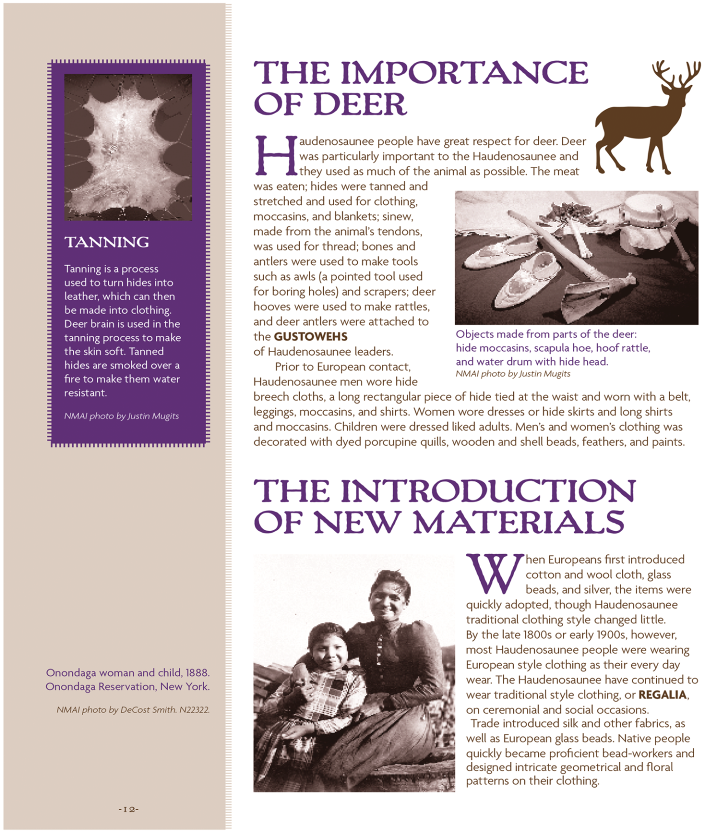 TANNING
Tanning is a process
used to turn hides into
leather, which can then
be made into clothing.
Deer brain is used in the
tanning process to make
the skin soft. Tanned
hides are smoked over a
fire to make them water
resistant.
NMAI photo by Justin Mugits
THE IMPORTANCE
OF DEER
Haudenosaunee people have great respect for deer. Deer
was particularly important to the Haudenosaunee and
they used as much of the animal as possible. The meat
was eaten; hides were tanned and
stretched and used for clothing,
moccasins, and blankets; sinew,
made from the animal's tendons,
was used for thread; bones and
antlers were used to make tools
such as awls (a pointed tool used
for boring holes) and scrapers; deer
hooves were used to make rattles,
and deer antlers were attached to
the GUSTOWEHS
of Haudenosaunee leaders.
Prior to European contact,
Haudenosaunee men wore hide
breech cloths, a long rectangular piece of hide tied at the waist and worn with a belt,
leggings, moccasins, and shirts. Women wore dresses or hide skirts and long shirts
and moccasins. Children were dressed liked adults. Men's and women's clothing was
decorated with dyed porcupine quills, wooden and shell beads, feathers, and paints.
Objects made from parts of the deer:
hide moccasins, scapula hoe, hoof rattle,
and water drum with hide head.
NMAI photo by Justin Mugits
THE INTRODUCTION
OF NEW MATERIALS
When Europeans first introduced
cotton and wool cloth, glass
beads, and silver, the items were
quickly adopted, though Haudenosaunee
traditional clothing style changed little.
By the late 1800s or early 1900s, however,
most Haudenosaunee people were wearing
European style clothing as their every day
wear. The Haudenosaunee have continued to
wear traditional style clothing, or REGALIA,
on ceremonial and social occasions.
Trade introduced silk and other fabrics, as
well as European glass beads. Native people
quickly became proficient bead-workers and
designed intricate geometrical and floral
patterns on their clothing.
Onondaga woman and child, 1888.
Onondaga Reservation, New York.
NMAI photo by DeCost Smith. N22322.
-12-